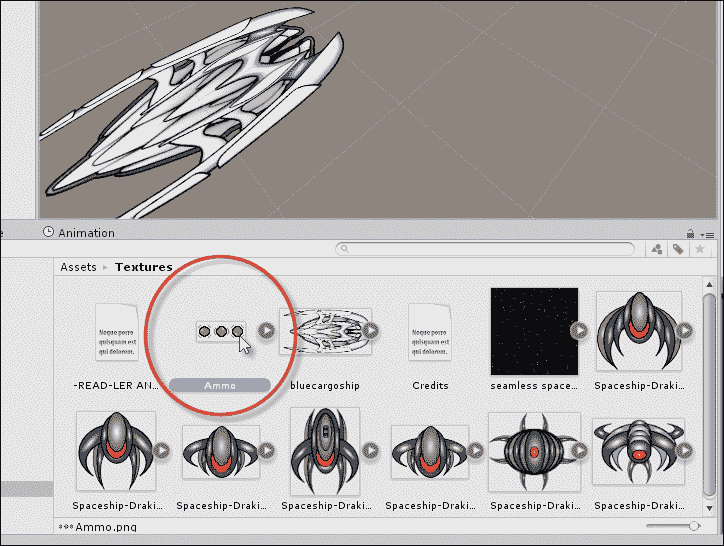 e
Animation
Assets ▸ Textures
Neque porro
quisquam est
qui dolorem.
Neque porro
quisquam est
qui dolorem.
-READ-LER AN...
Ammo
bluecargoship
Credits
seamless space...
Spaceship-Draki...
Spaceship-Draki...
Spaceship-Draki...
Spaceship-Draki...
Spaceship-Draki...
Spaceship-Draki...
Spaceship-Draki...
Ammo.png